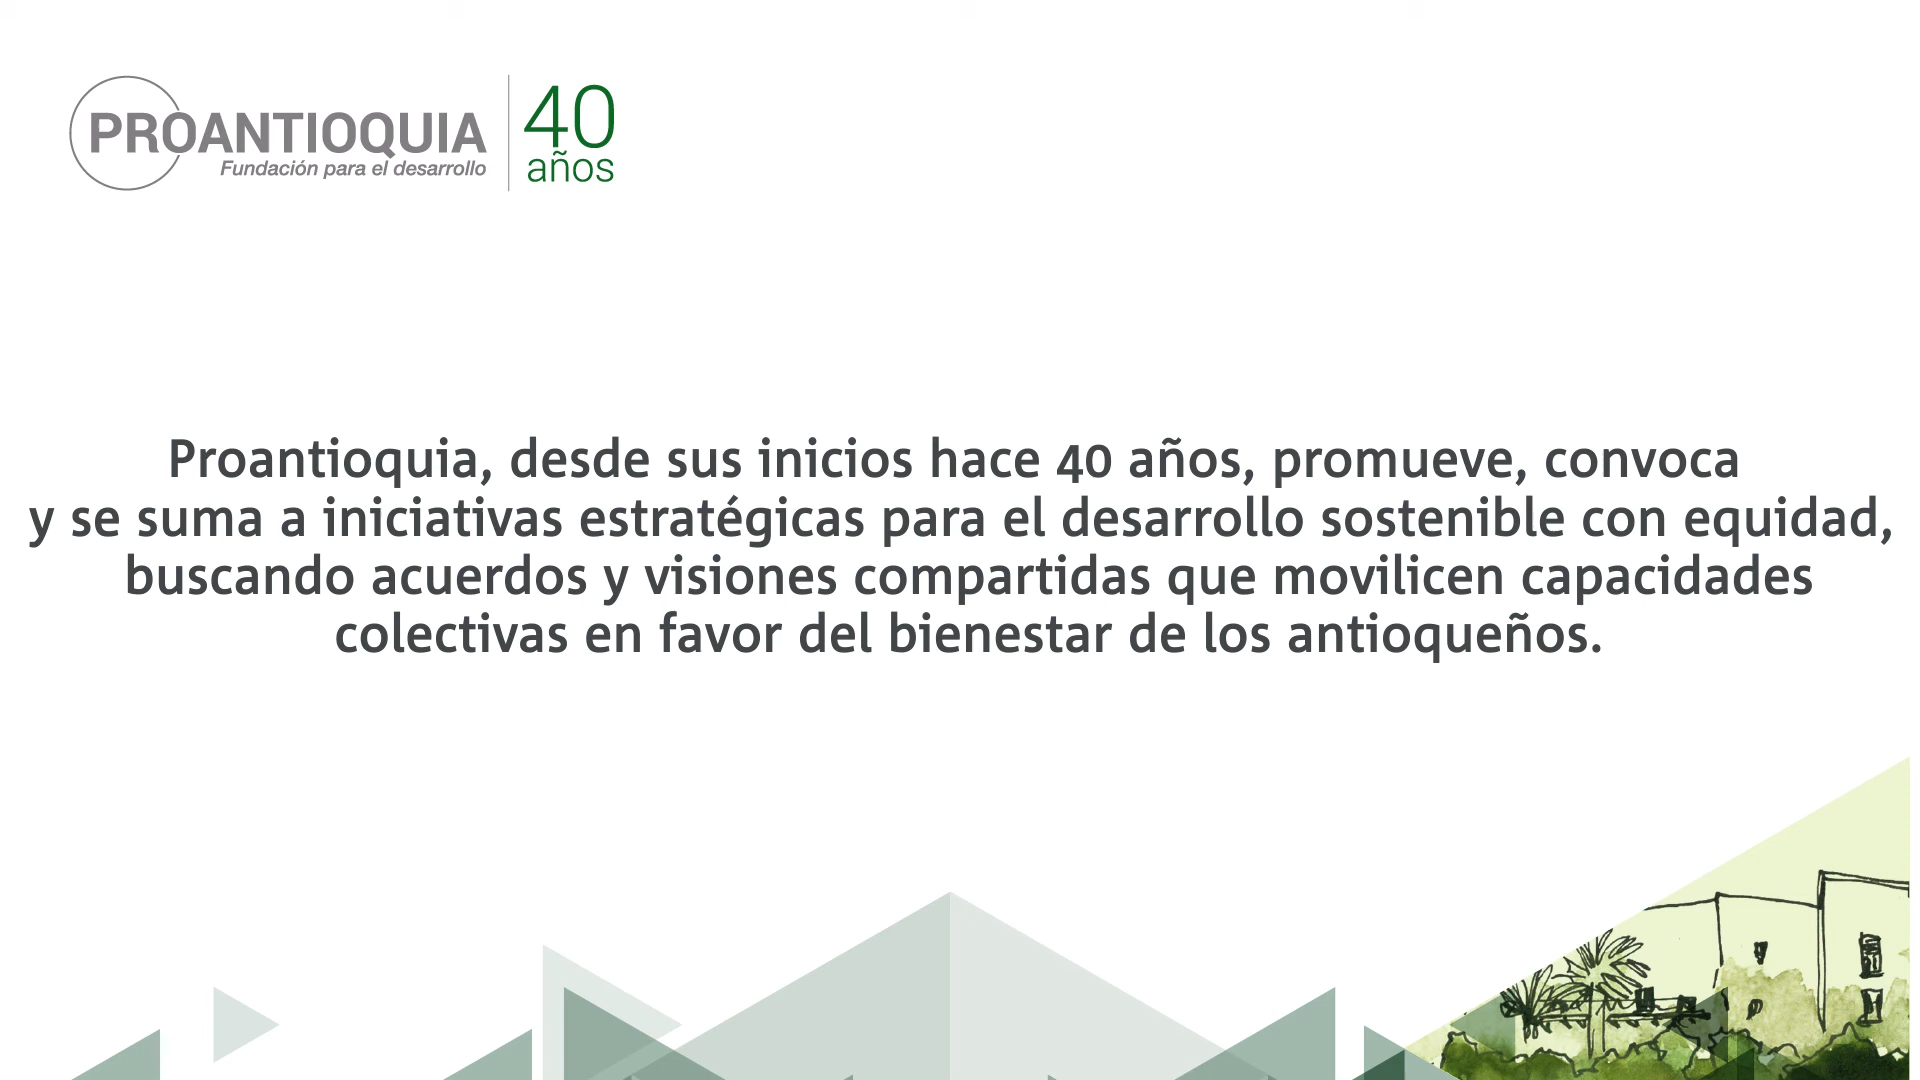 PROANTIOQUIA
Fundación para el desarrollo
40
años
Proantioquia, desde sus inicios hace 40 años, promueve, convoca
y se suma a iniciativas estratégicas para el desarrollo sostenible con equidad,
buscando acuerdos y visiones compartidas que movilicen capacidades
colectivas en favor del bienestar de los antioqueños.